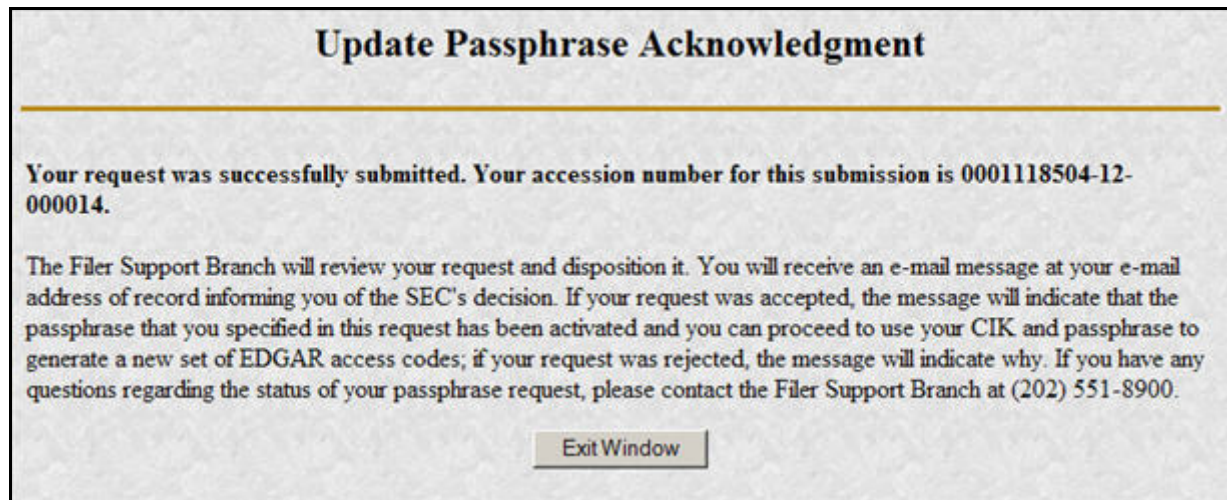 Update Passphrase Acknowledgment
Your request was successfully submitted. Your accession number for this submission is 0001118504-12-
000014.
The Filer Support Branch will review your request and disposition it. You will receive an e-mail message at your e-mail
address of record informing you of the SEC's decision. If your request was accepted, the message will indicate that the
passphrase that you specified in this request has been activated and you can proceed to use your CIK and passphrase to
generate a new set of EDGAR access codes; if your request was rejected, the message will indicate why. If you have any
questions regarding the status of your passphrase request, please contact the Filer Support Branch at (202) 551-8900.
Exit Window